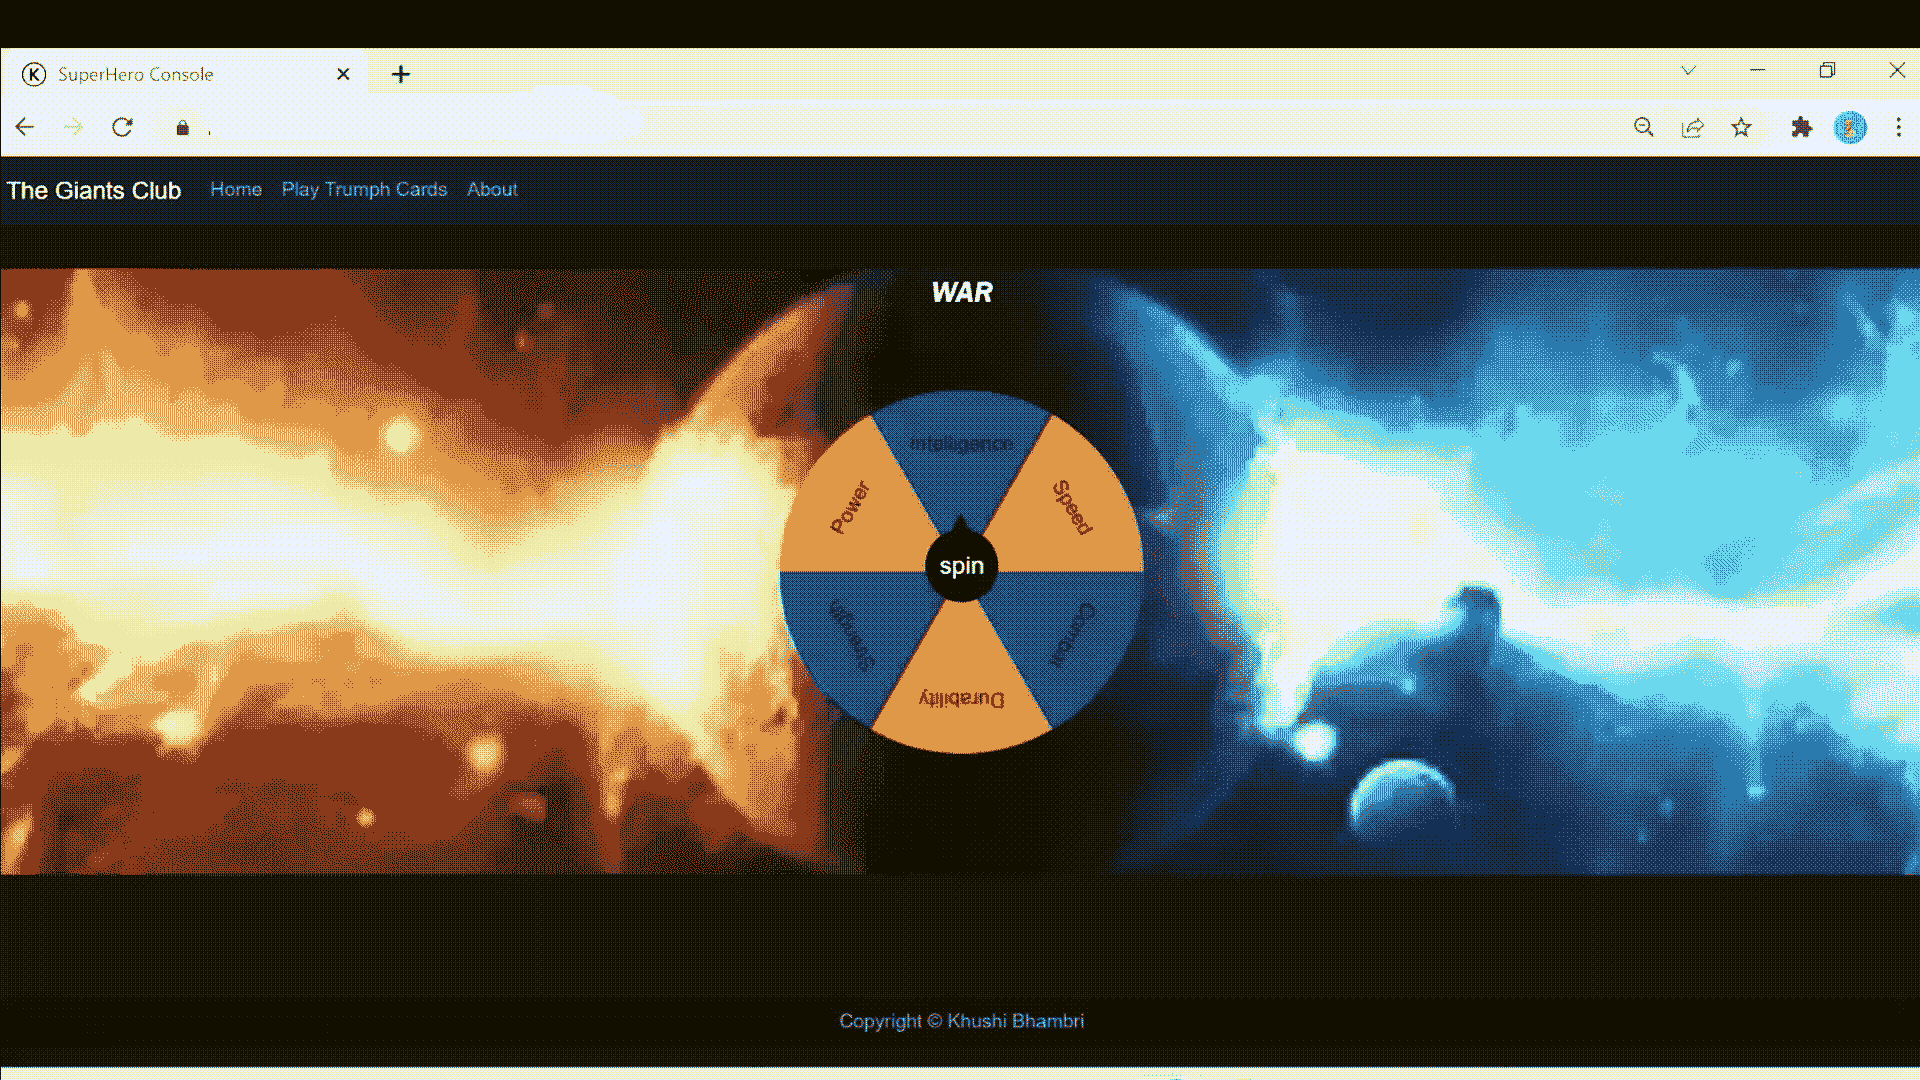 K SuperHero Console
The Giants Club Home Play Trumph Cards About
WAR
Intelligence
Power
Speed
spin
Strength
Combat
Durability
Copyright © Khushi Bhambri